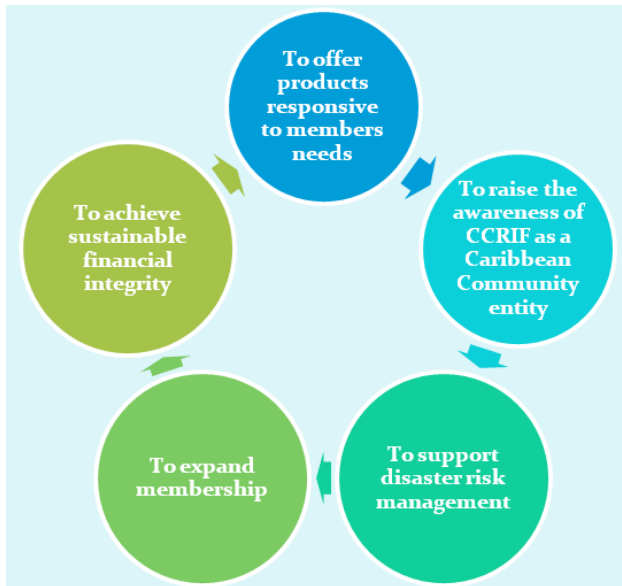 To offer
products
responsive
to members
needs
To raise the
awareness of
CCRIF as a
Caribbean
Community
entity
To support
disaster risk
management
To expand
membership
To achieve
sustainable
financial
integrity